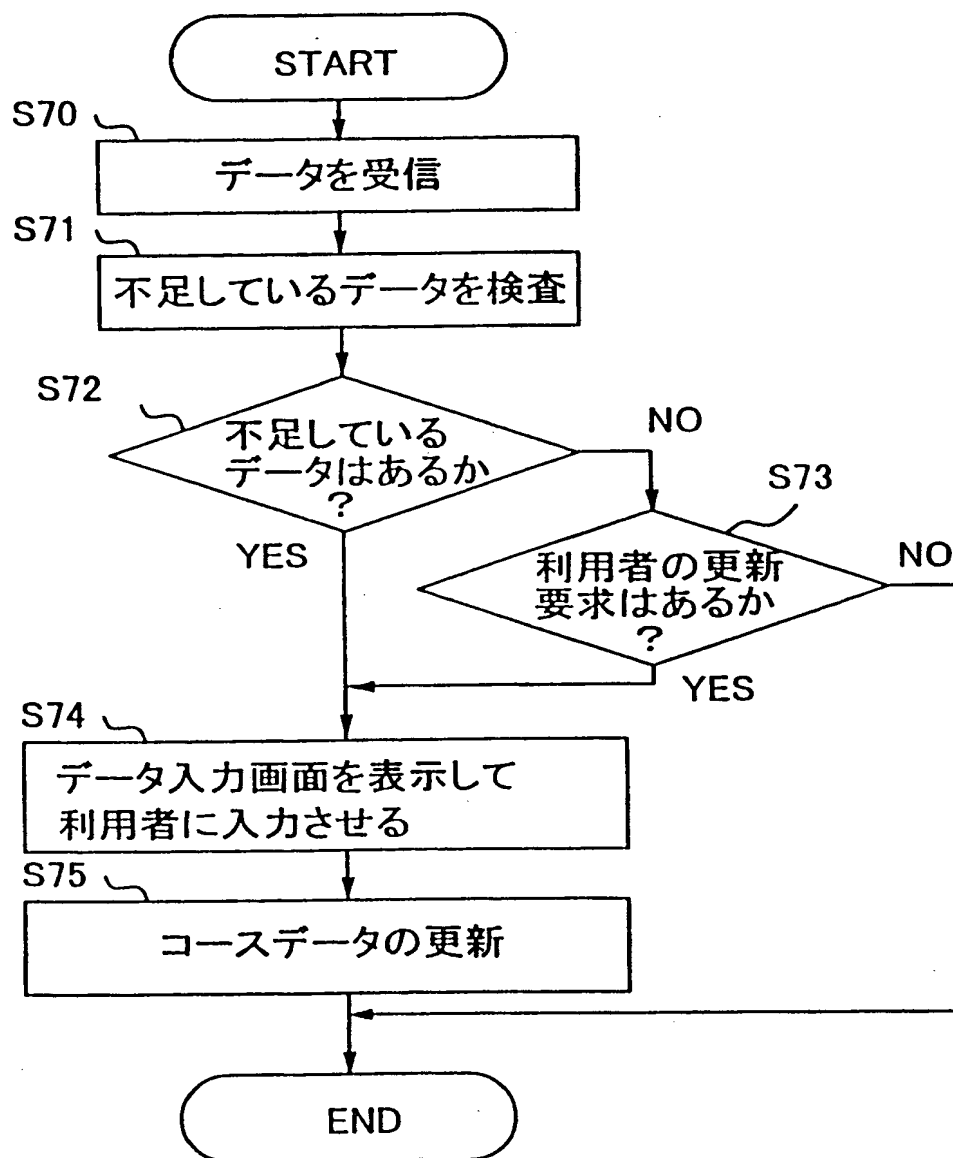 START
S70
データを受信
S71
不足しているデータを検査
S72
不足している
データはあるか
?
NO
YES
S73
利用者の更新
要求はあるか
?
NO
YES
S74
データ入力画面を表示して
利用者に入力させる
S75
コースデータの更新
END